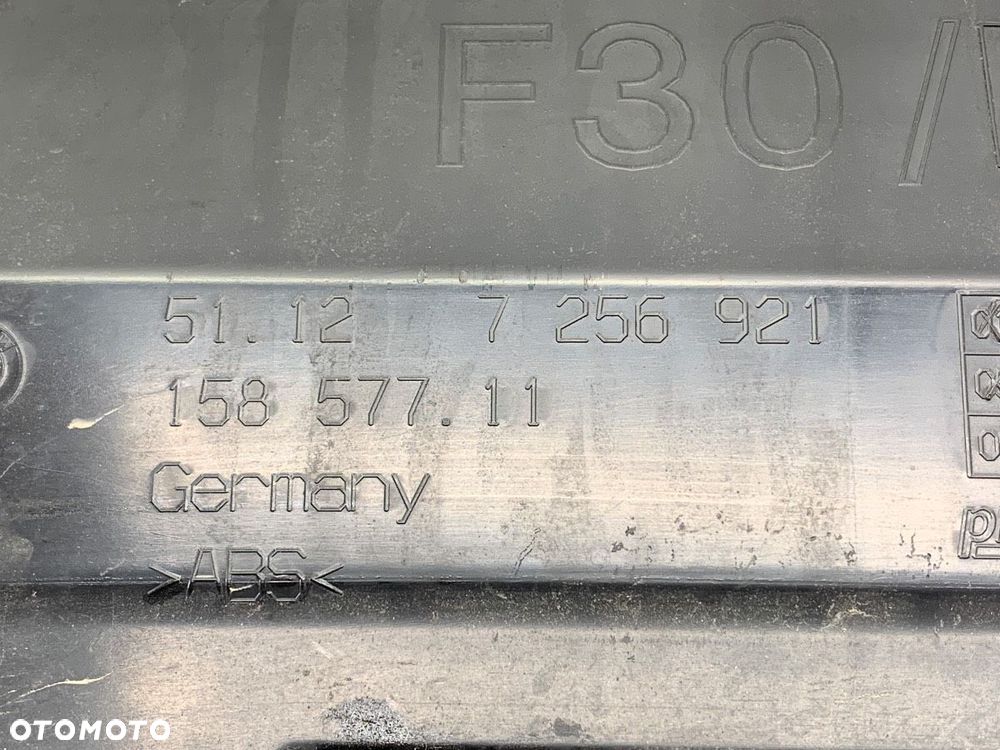 F30 /
51.12 7 256 921
158 577.11
Germany
>ABS<
OTOMOTO